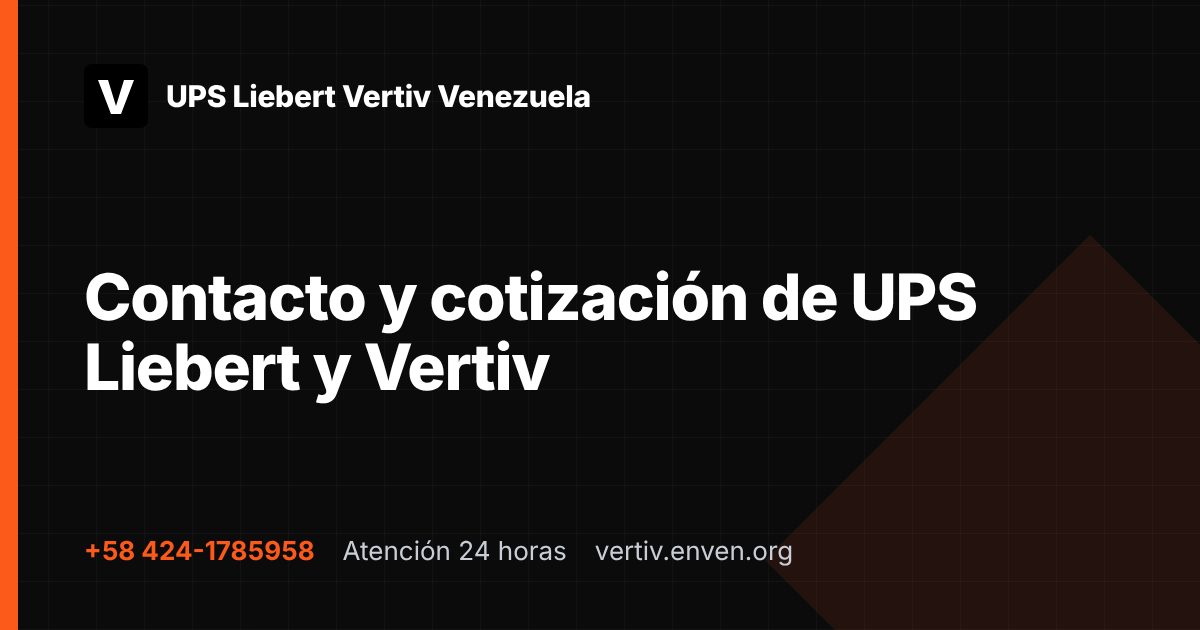 V
UPS Liebert Vertiv Venezuela
Contacto y cotización de UPS
Liebert y Vertiv
+58 424-1785958 Atención 24 horas vertiv.enven.org